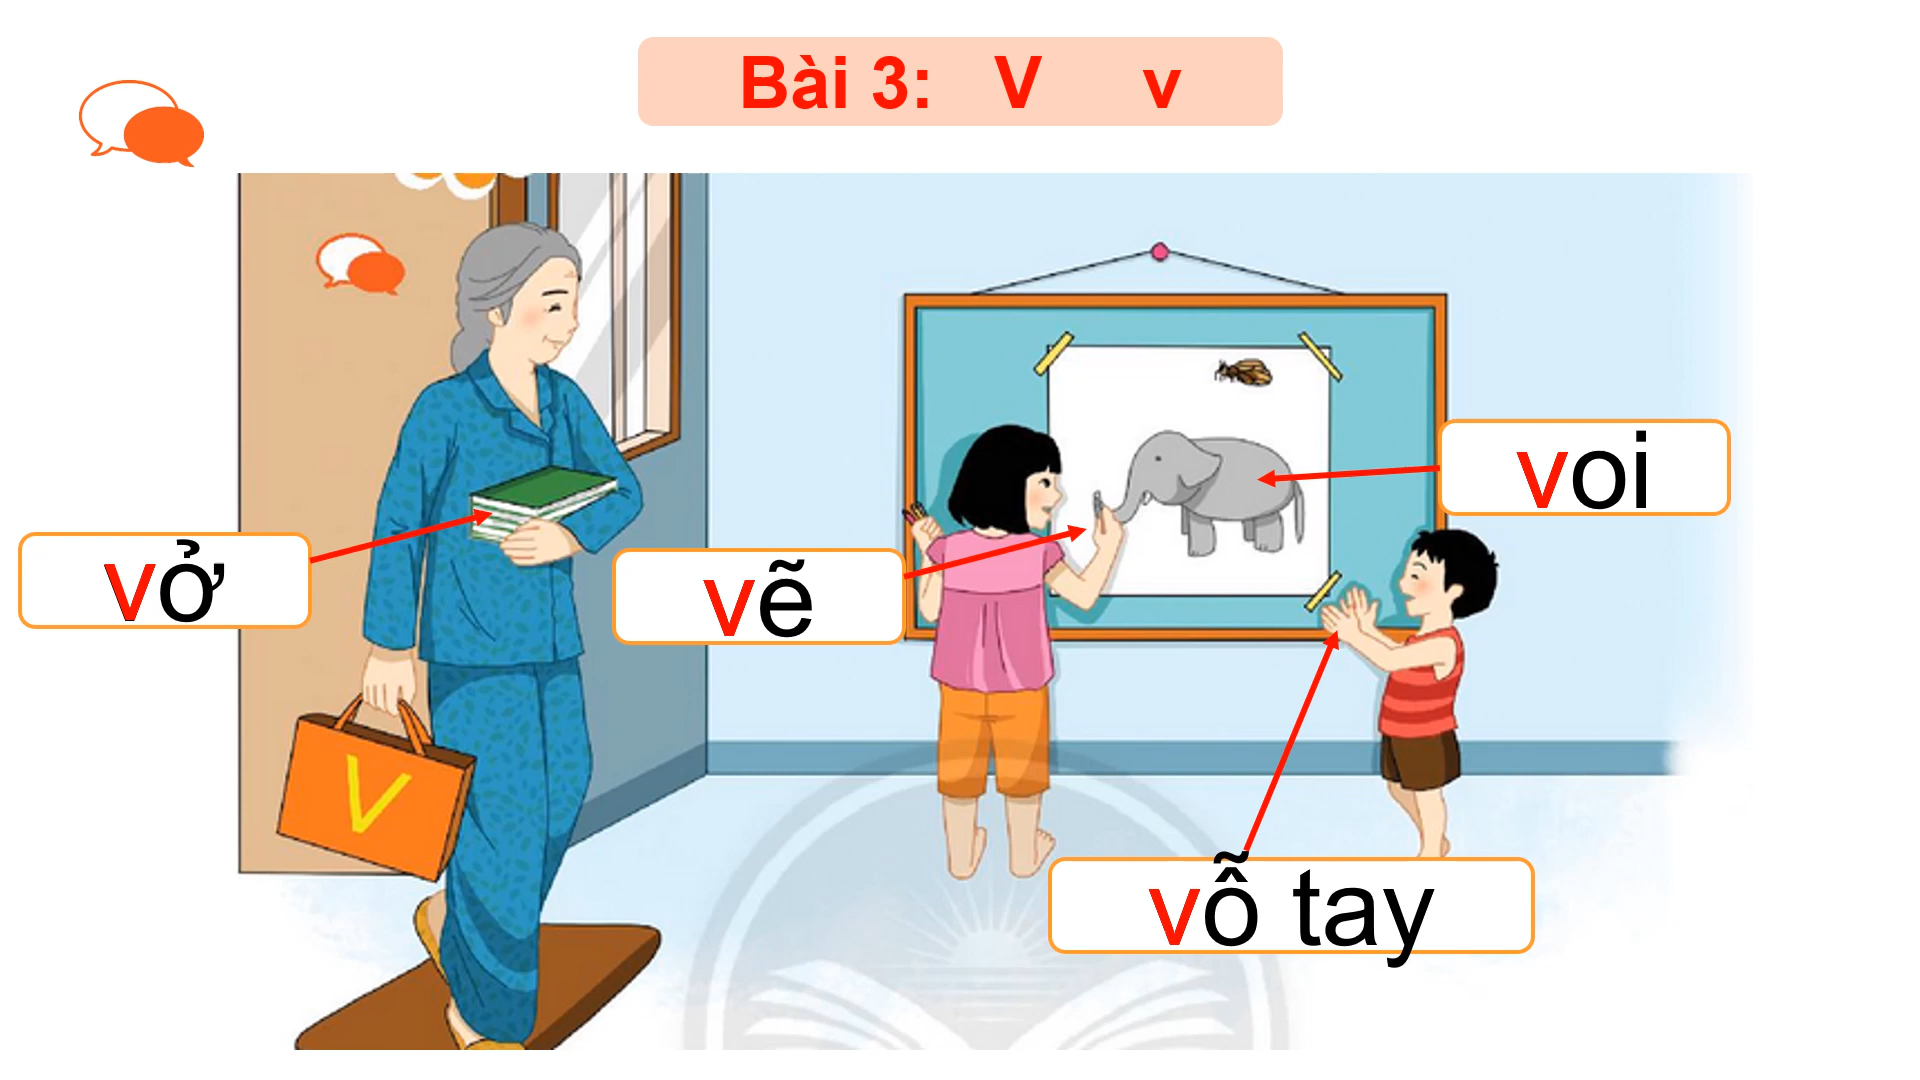 Bài 3: V v
voi
vở
vẽ
V
vỗ tay